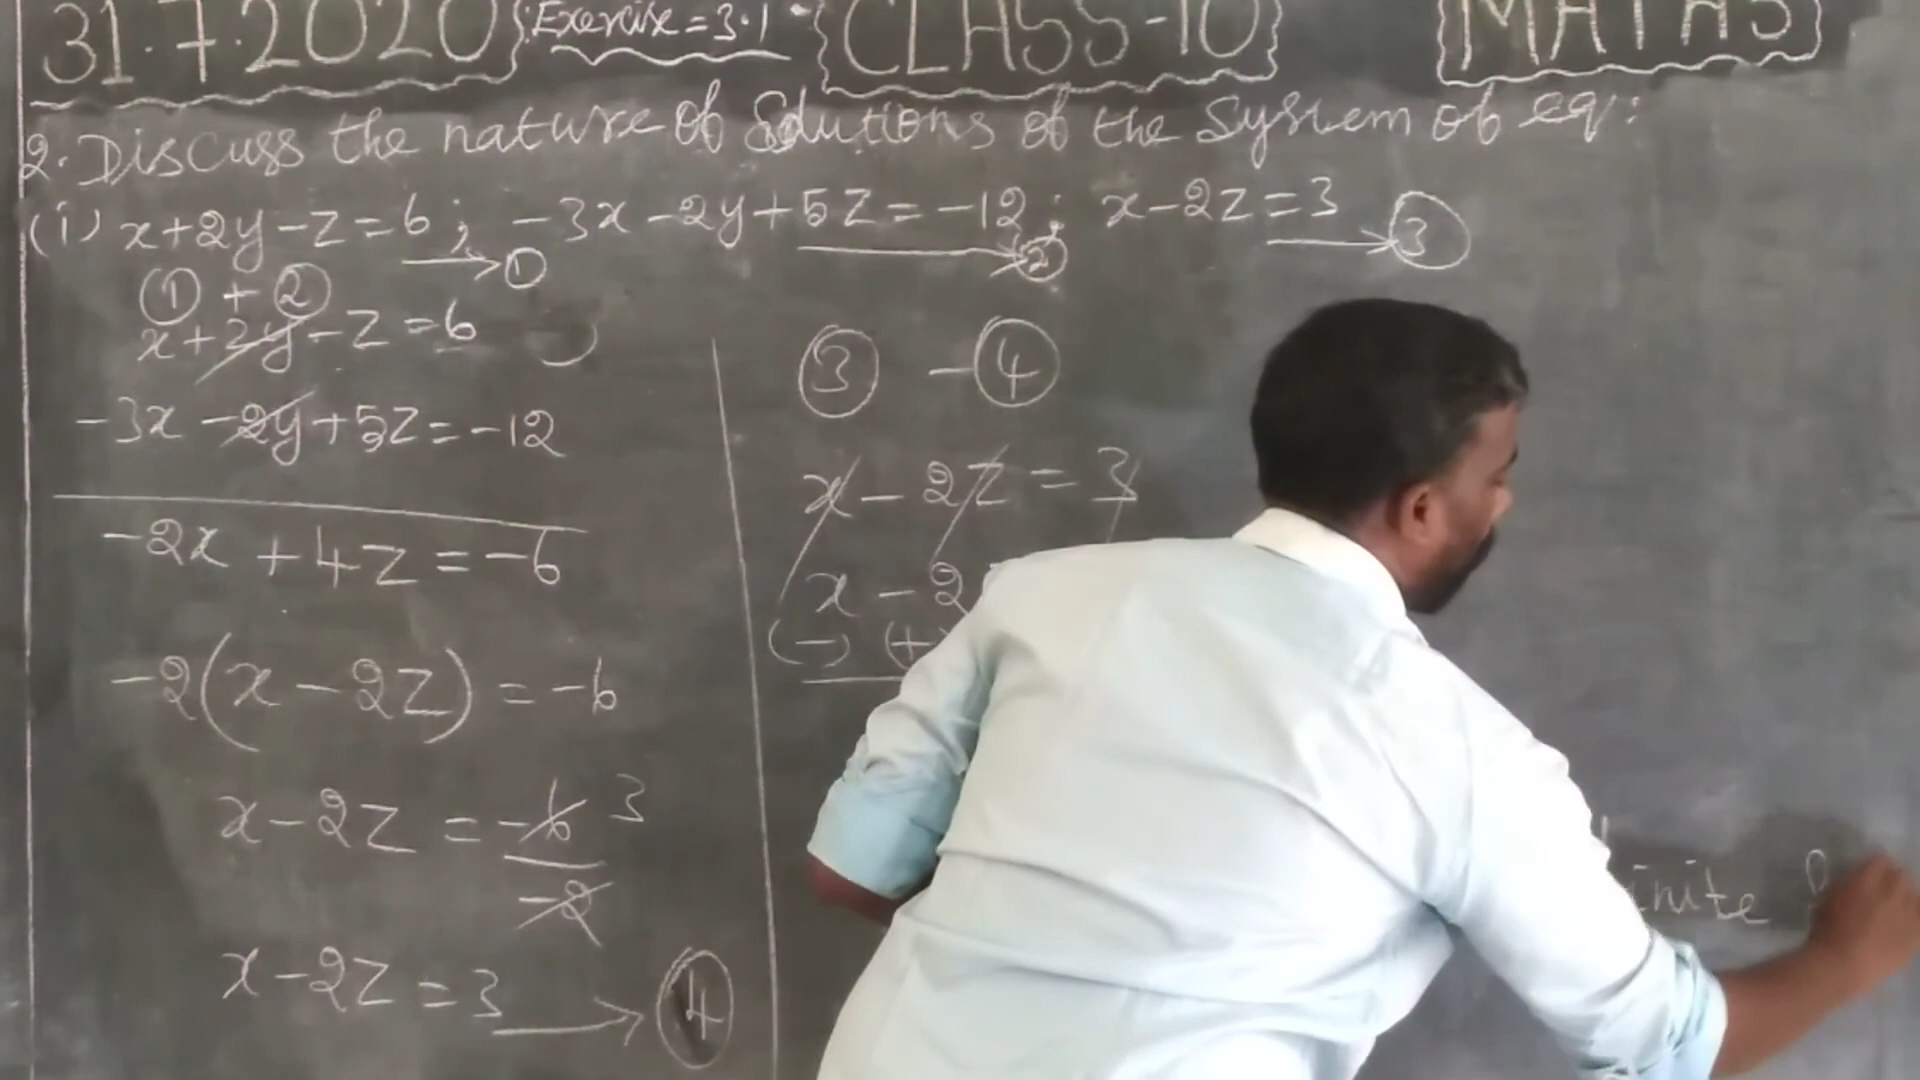 31.7.2020 Exercise = 3.1 CLASS-10 MATHS
2. Discuss the nature of Solutions of the System of eq:
(i) x+2y-z=6; → ① -3x-2y+5z=-12; → ② x-2z=3 → ③
① + ②
x+2y-z=6
-3x-2y+5z=-12
-2x+4z=-6
-2(x-2z)=-6
x-2z = -6 3
-2
x-2z=3 → ④
③ - ④
x-2z=3
x-2
(-) (+)
inite